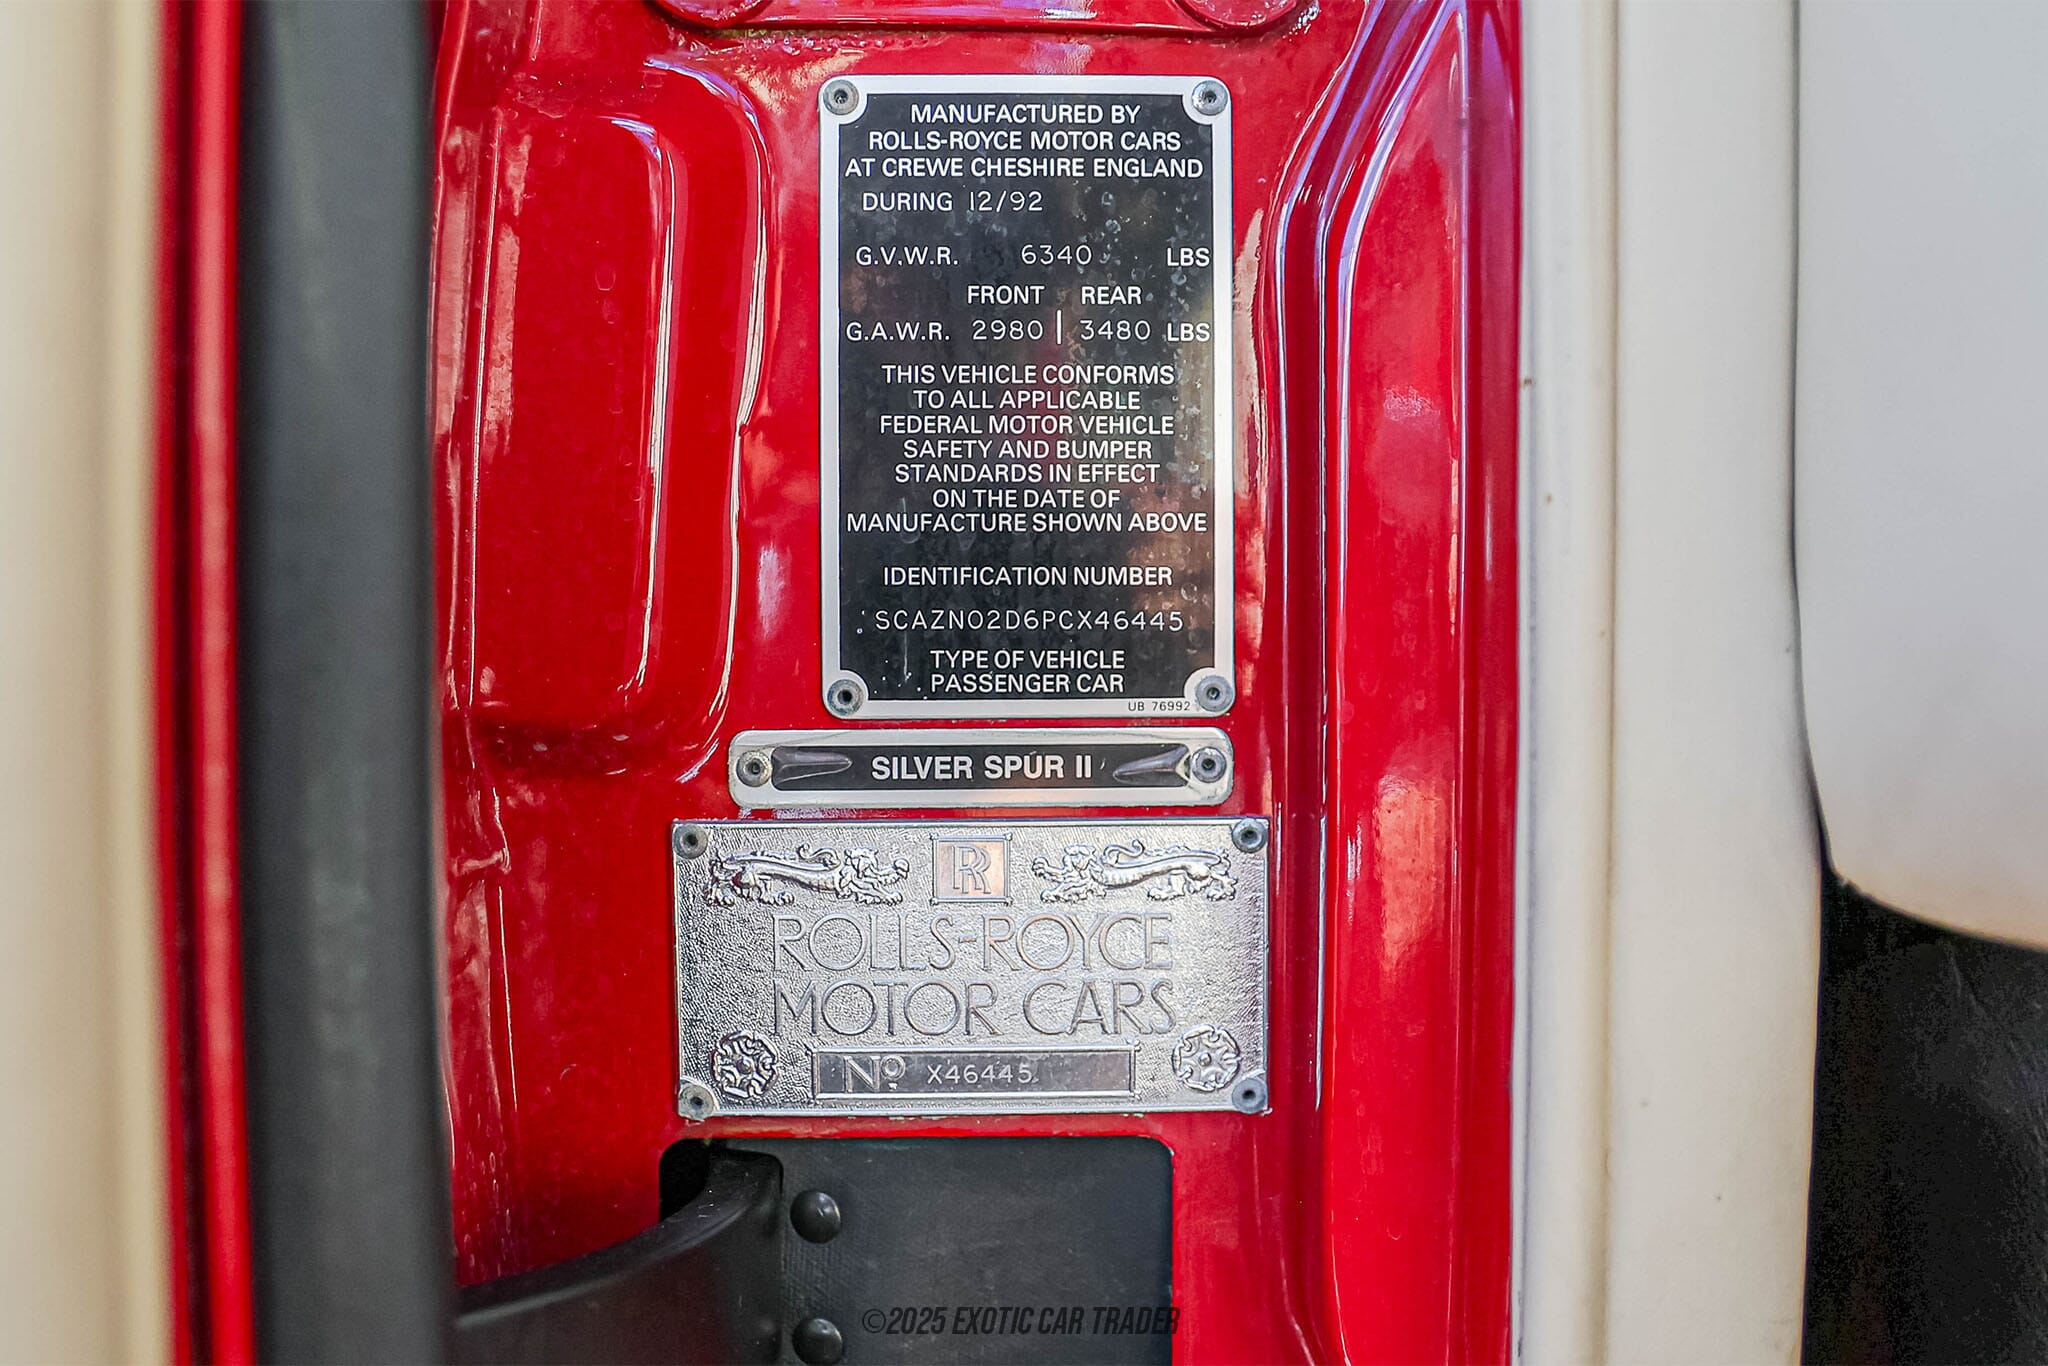 MANUFACTURED BY
ROLLS-ROYCE MOTOR CARS
AT CREWE CHESHIRE ENGLAND
DURING 12/92
G.V.W.R. 6340 LBS
FRONT REAR
G.A.W.R. 2980 | 3480 LBS
THIS VEHICLE CONFORMS
TO ALL APPLICABLE
FEDERAL MOTOR VEHICLE
SAFETY AND BUMPER
STANDARDS IN EFFECT
ON THE DATE OF
MANUFACTURE SHOWN ABOVE
IDENTIFICATION NUMBER
SCAZN02D6PCX46445
TYPE OF VEHICLE
PASSENGER CAR
UB 76992
SILVER SPUR II
RR
ROLLS-ROYCE
MOTOR CARS
Nº X46445
©2025 EXOTIC CAR TRADER